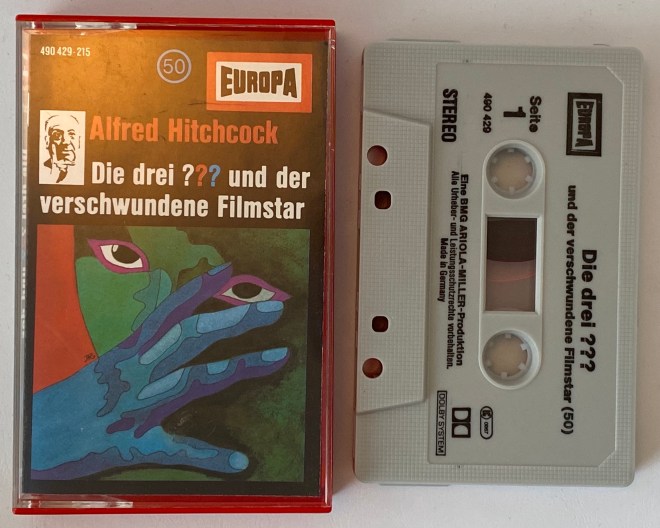 490 429-215
50
EUROPA
Alfred Hitchcock
Die drei ??? und der
verschwundene Filmstar
EUROPA
Seite
1
490 429
STEREO
Die drei ???
und der verschwundene Filmstar (50)
Eine BMG ARIOLA-MILLER-Produktion
Alle Urheber- und Leistungsschutzrechte vorbehalten.
Made in Germany
DOLBY SYSTEM